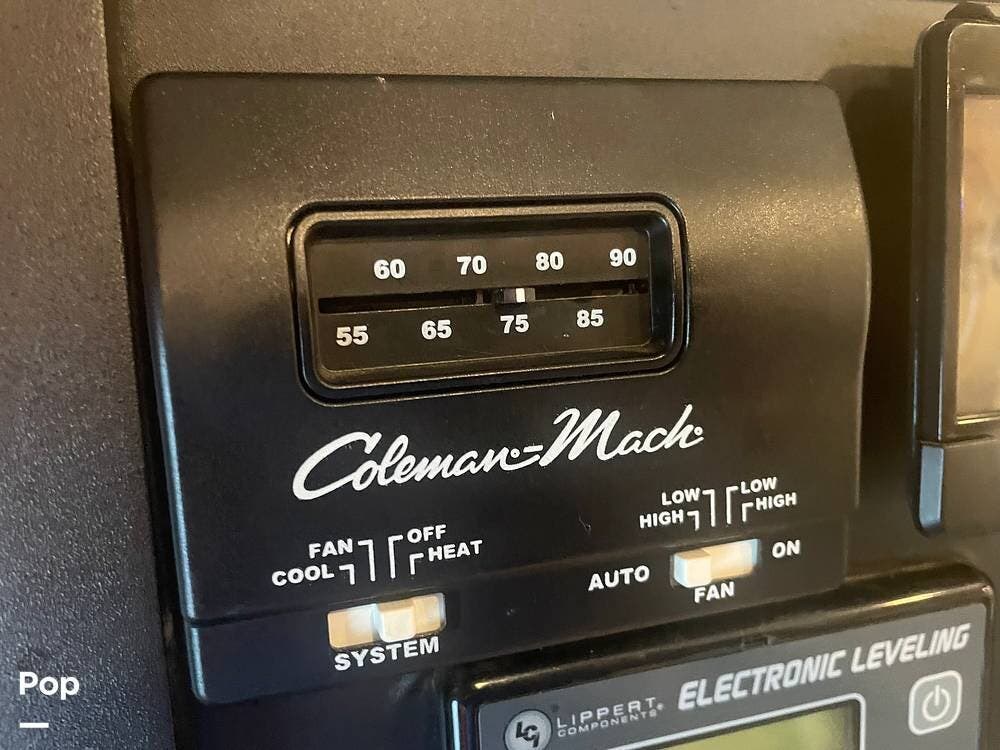 60 70 80 90
55 65 75 85
Coleman-Mach
LOW LOW
HIGH HIGH
FAN OFF
COOL HEAT
AUTO ON
FAN
SYSTEM
LCI LIPPERT COMPONENTS® ELECTRONIC LEVELING
Pop